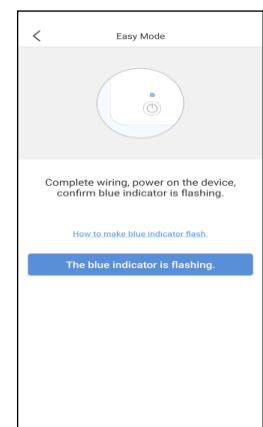 Easy Mode
Complete wiring, power on the device,
confirm blue indicator is flashing.
How to make blue indicator flash.
The blue indicator is flashing.